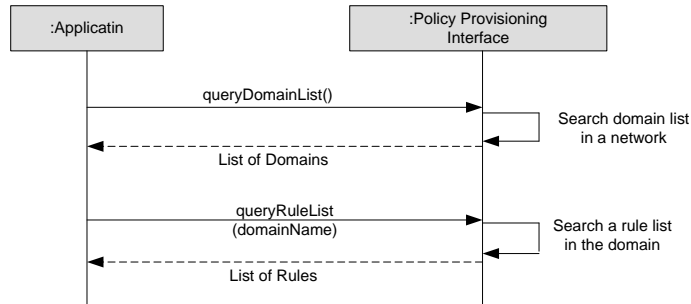 :Applicatin
:Policy Provisioning
Interface
queryDomainList()
Search domain list
in a network
List of Domains
queryRuleList
(domainName)
Search a rule list
in the domain
List of Rules